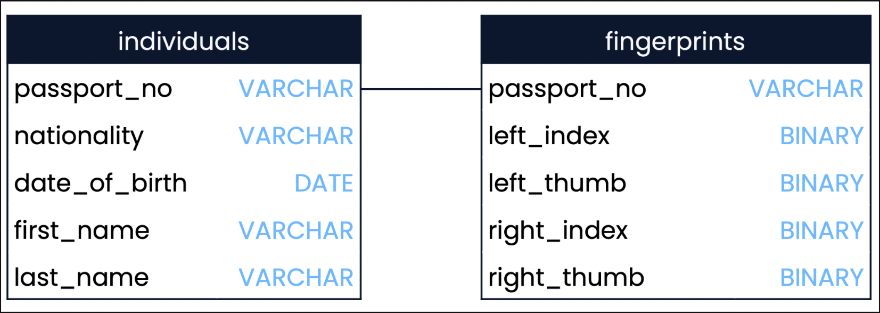 individuals
passport_no VARCHAR
nationality VARCHAR
date_of_birth DATE
first_name VARCHAR
last_name VARCHAR
fingerprints
passport_no VARCHAR
left_index BINARY
left_thumb BINARY
right_index BINARY
right_thumb BINARY